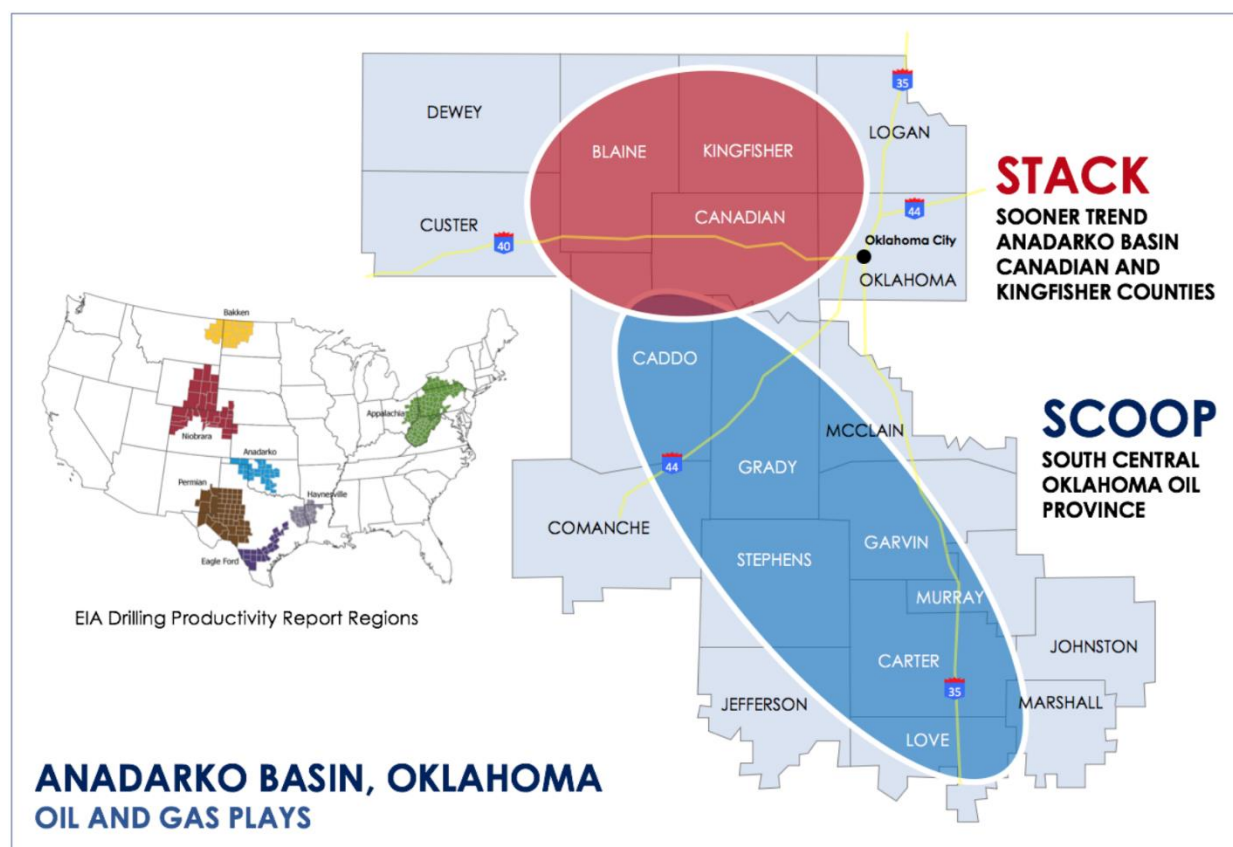 DEWEY
BLAINE
KINGFISHER
LOGAN
35
CUSTER
CANADIAN
44
40
Oklahoma City
OKLAHOMA
STACK
SOONER TREND
ANADARKO BASIN
CANADIAN AND
KINGFISHER COUNTIES
Bakken
Niobrara
Appalachia
Anadarko
Permian
Haynesville
Eagle Ford
EIA Drilling Productivity Report Regions
CADDO
MCCLAIN
GRADY
44
COMANCHE
STEPHENS
GARVIN
MURRAY
CARTER
JOHNSTON
35
JEFFERSON
MARSHALL
LOVE
SCOOP
SOUTH CENTRAL
OKLAHOMA OIL
PROVINCE
ANADARKO BASIN, OKLAHOMA
OIL AND GAS PLAYS